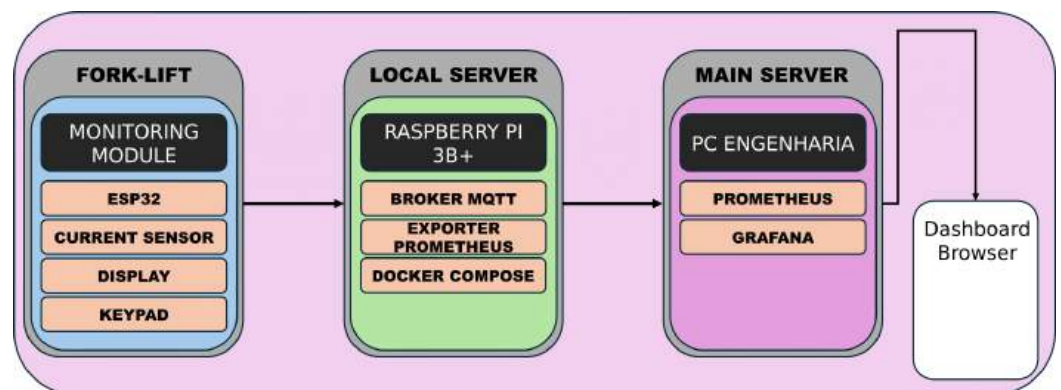 FORK-LIFT
MONITORING
MODULE
ESP32
CURRENT SENSOR
DISPLAY
KEYPAD
LOCAL SERVER
RASPBERRY PI
3B+
BROKER MQTT
EXPORTER
PROMETHEUS
DOCKER COMPOSE
MAIN SERVER
PC ENGENHARIA
PROMETHEUS
GRAFANA
Dashboard
Browser